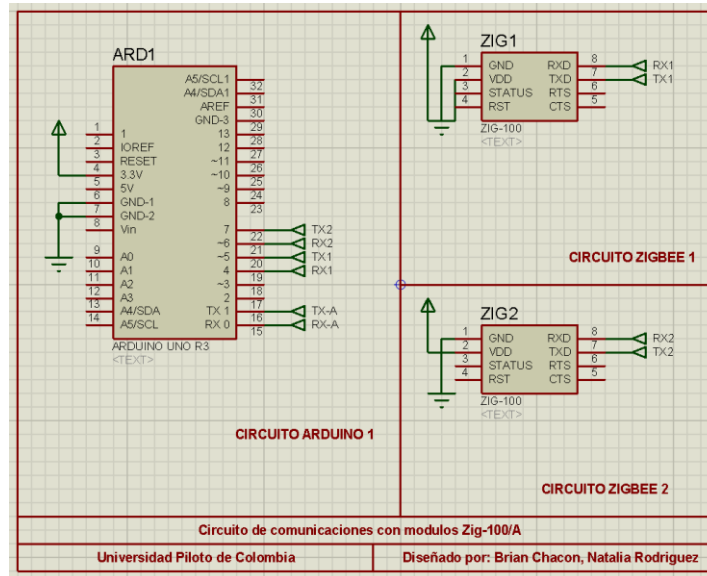 ARD1
A5/SCL1
32
A4/SDA1
31
AREF
30
GND-3
29
1
1
13
28
2
IOREF
12
27
3
RESET
~11
26
4
3.3V
~10
25
5
5V
~9
24
6
GND-1
8
23
7
GND-2
8
Vin
7
22
TX2
~6
21
RX2
9
A0
~5
20
TX1
10
A1
4
19
RX1
11
A2
~3
18
12
A3
2
17
13
A4/SDA
TX 1
16
TX-A
14
A5/SCL
RX 0
15
RX-A
ARDUINO UNO R3
<TEXT>
CIRCUITO ARDUINO 1
ZIG1
1 GND RXD 8 RX1
2 VDD TXD 7 TX1
3 STATUS RTS 6
4 RST CTS 5
ZIG-100
<TEXT>
CIRCUITO ZIGBEE 1
ZIG2
1 GND RXD 8 RX2
2 VDD TXD 7 TX2
3 STATUS RTS 6
4 RST CTS 5
ZIG-100
<TEXT>
CIRCUITO ZIGBEE 2
Circuito de comunicaciones con modulos Zig-100/A
Universidad Piloto de Colombia
Diseñado por: Brian Chacon, Natalia Rodriguez